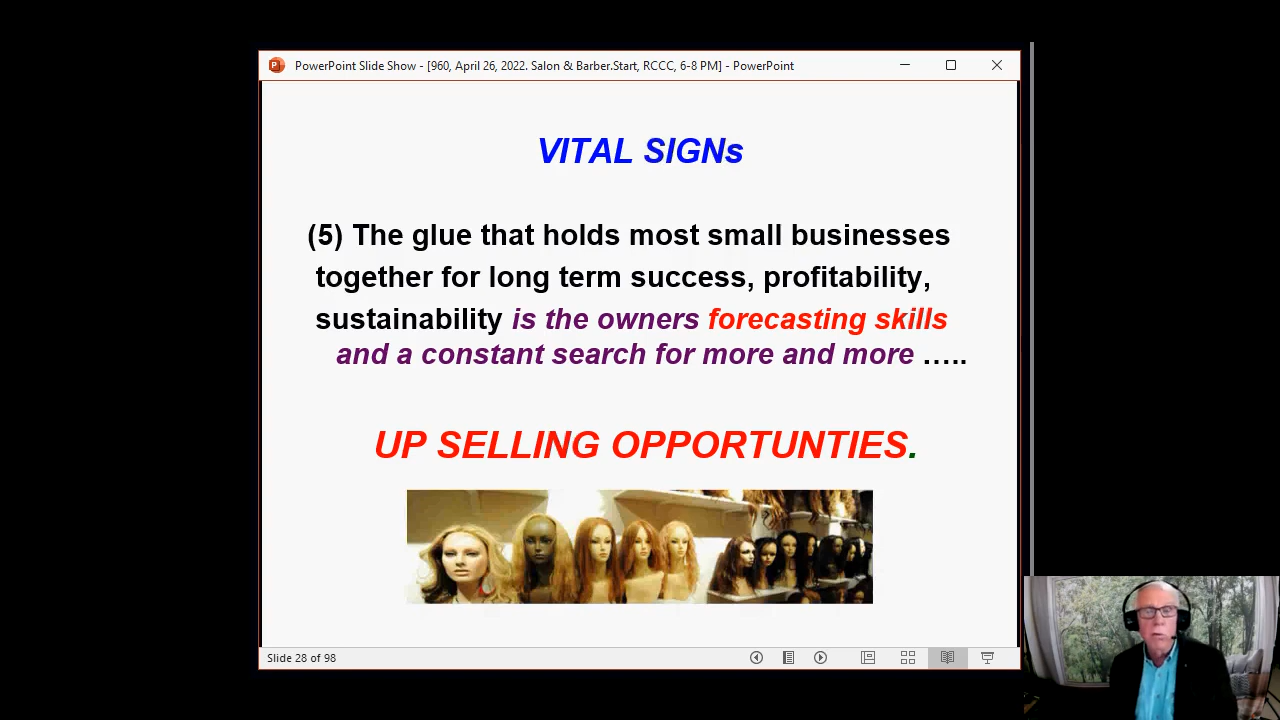 PowerPoint Slide Show - [960, April 26, 2022. Salon & Barber.Start, RCCC, 6-8 PM] - PowerPoint
VITAL SIGNs
(5) The glue that holds most small businesses
together for long term success, profitability,
sustainability is the owners forecasting skills
and a constant search for more and more …..
UP SELLING OPPORTUNTIES.
Slide 28 of 98